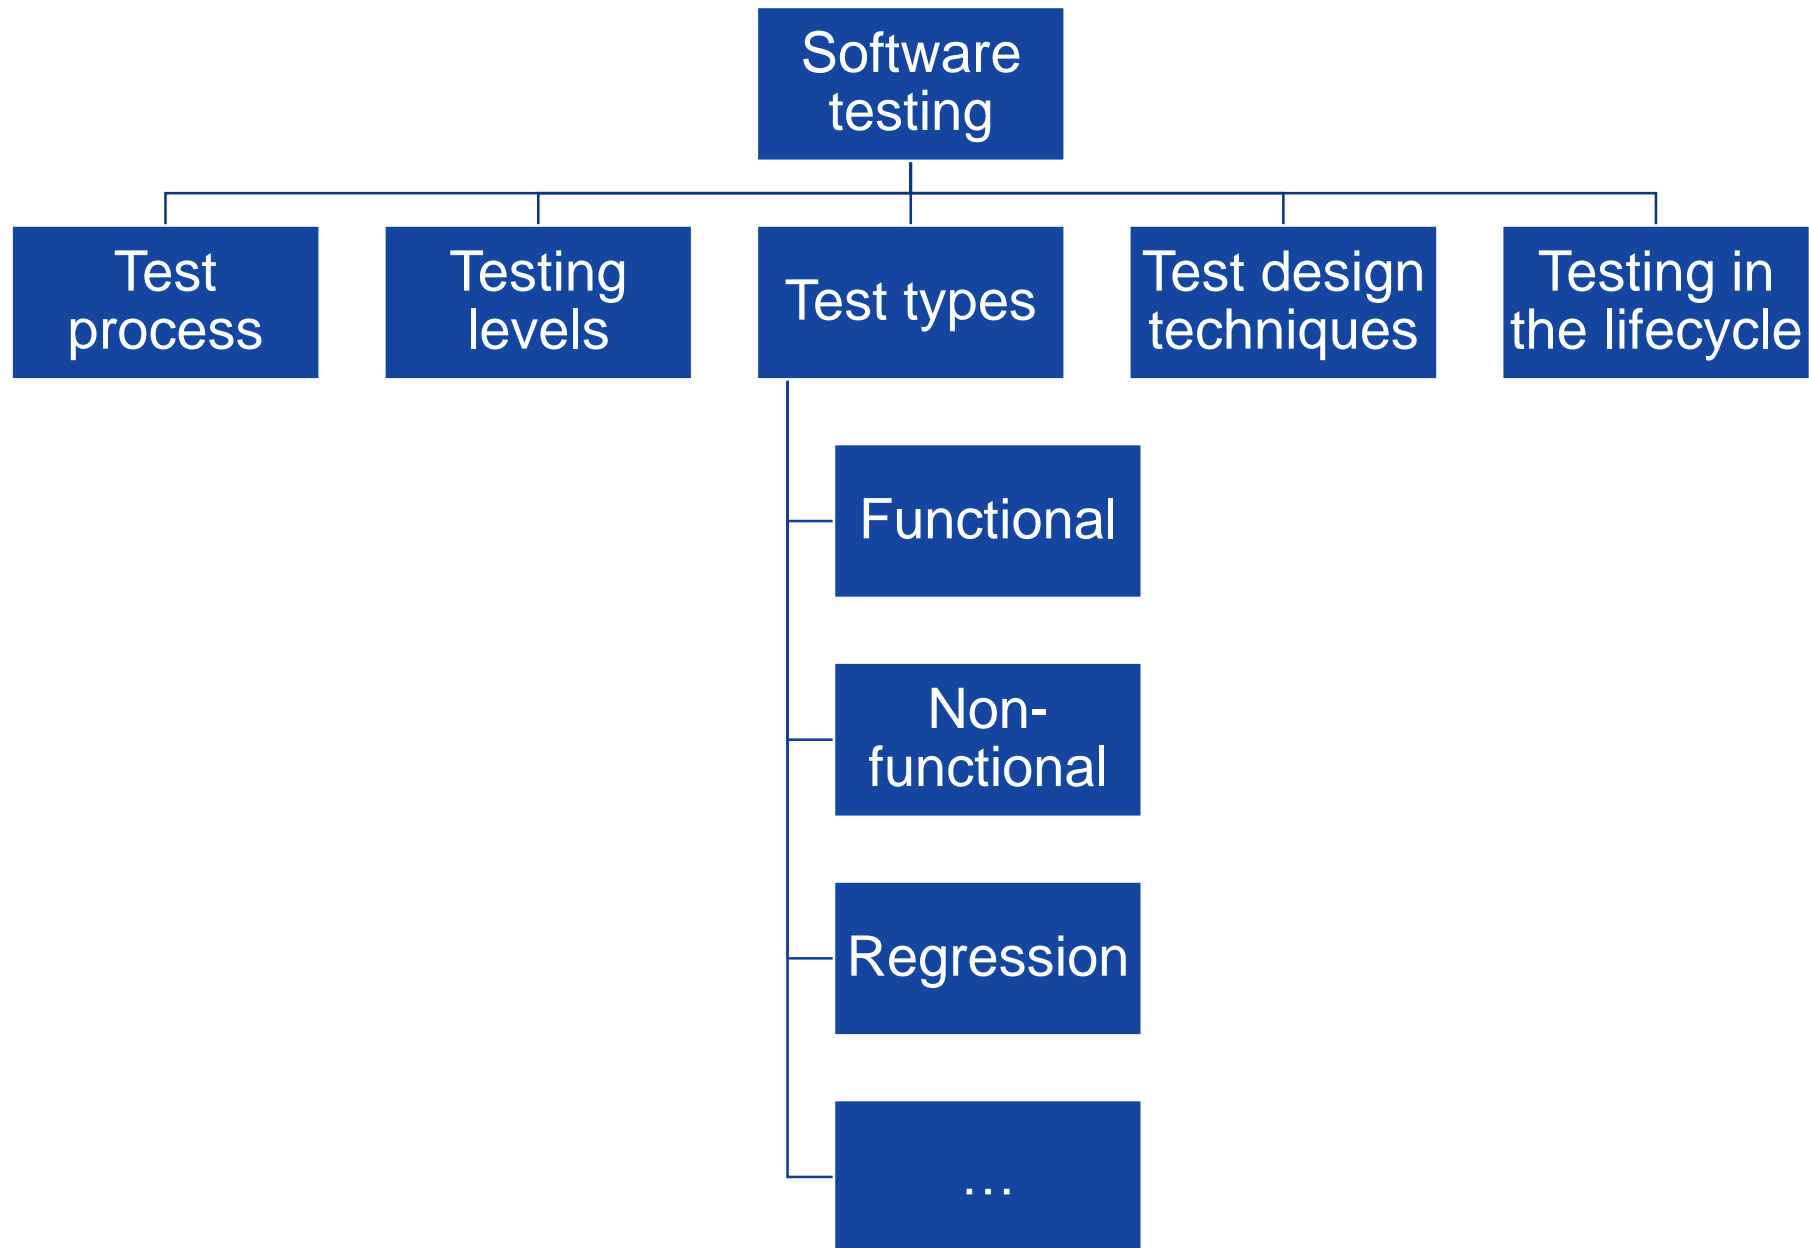 Software
testing
Test
process
Testing
levels
Test types
Test design
techniques
Testing in
the lifecycle
Functional
Non-
functional
Regression
…